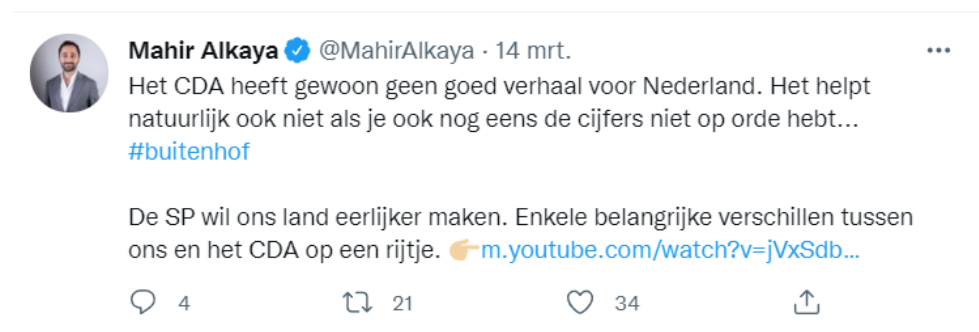 Mahir Alkaya @MahirAlkaya · 14 mrt.
Het CDA heeft gewoon geen goed verhaal voor Nederland. Het helpt
natuurlijk ook niet als je ook nog eens de cijfers niet op orde hebt...
#buitenhof
De SP wil ons land eerlijker maken. Enkele belangrijke verschillen tussen
ons en het CDA op een rijtje. 👉🏼m.youtube.com/watch?v=jVxSdb...
4 21 34